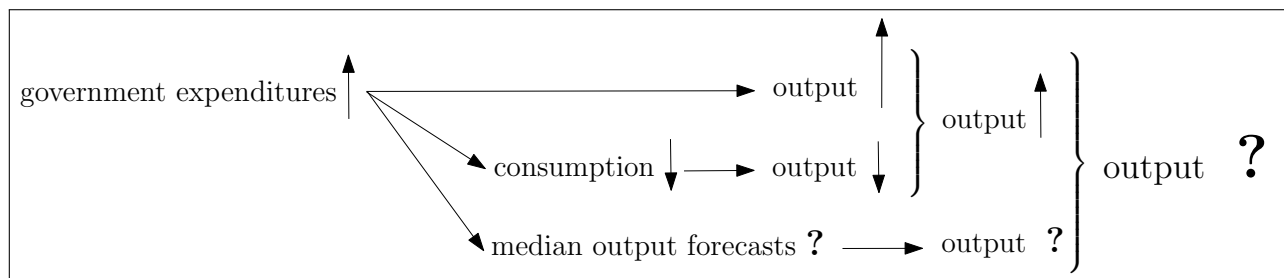 government expenditures
output
output
consumption
output
output
median output forecasts ?
output ?
output ?